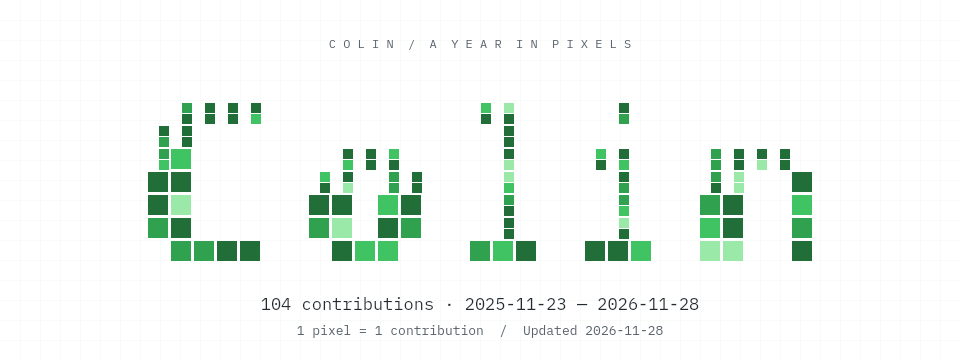 COLIN / A YEAR IN PIXELS
Colin
104 contributions · 2025-11-23 — 2026-11-28
1 pixel = 1 contribution / Updated 2026-11-28